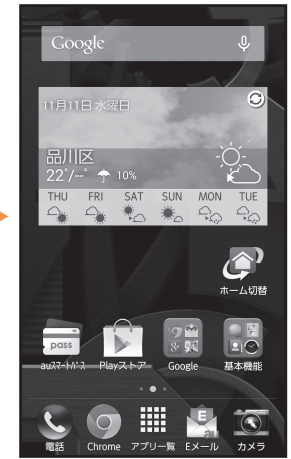 Google
11月11日 水曜日
品川区
22°/--° 10%
THU FRI SAT SUN MON TUE
ホーム切替
pass
auスマートパス Playストア Google 基本機能
電話 Chrome アプリ一覧 Eメール カメラ